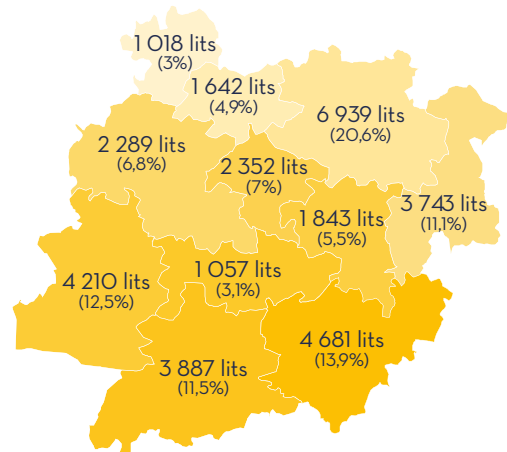 1 018 lits
(3%)
1 642 lits
(4,9%)
6 939 lits
(20,6%)
2 289 lits
(6,8%)
2 352 lits
(7%)
3 743 lits
(11,1%)
1 843 lits
(5,5%)
4 210 lits
(12,5%)
1 057 lits
(3,1%)
4 681 lits
(13,9%)
3 887 lits
(11,5%)